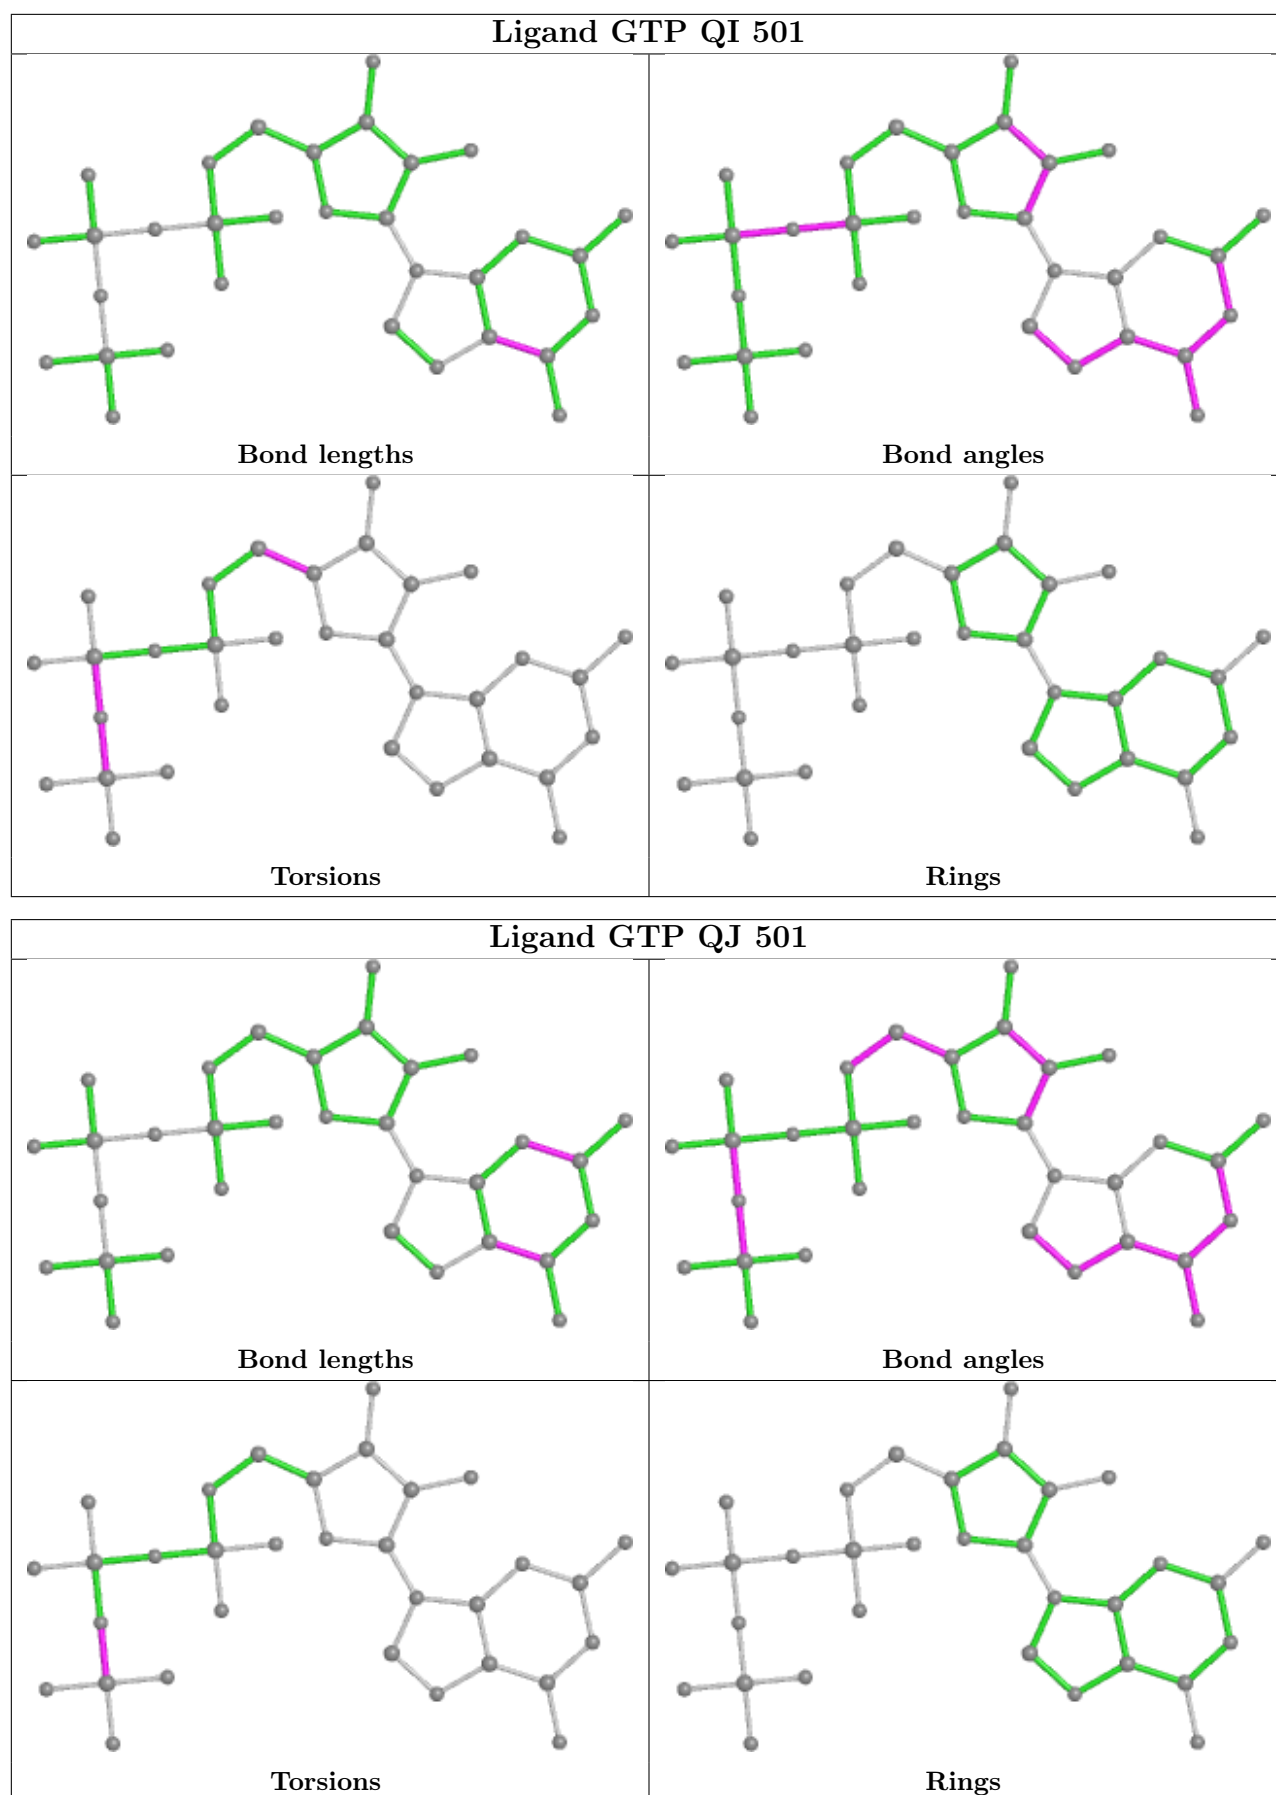 Ligand GTP QI 501
Bond lengths
Bond angles
Torsions
Rings
Ligand GTP QJ 501
Bond lengths
Bond angles
Torsions
Rings